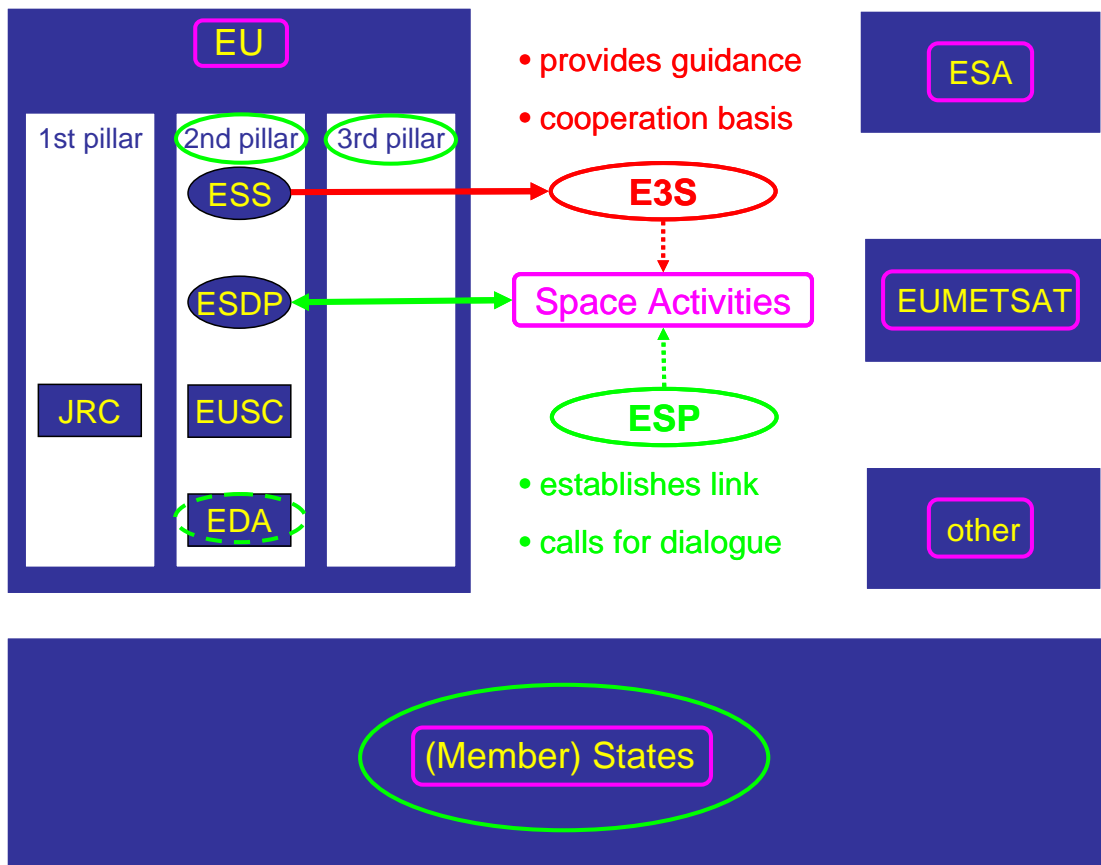 EU
1st pillar
2nd pillar
3rd pillar
ESS
ESDP
JRC
EUSC
EDA
• provides guidance
• cooperation basis
E3S
Space Activities
ESP
• establishes link
• calls for dialogue
ESA
EUMETSAT
other
(Member) States